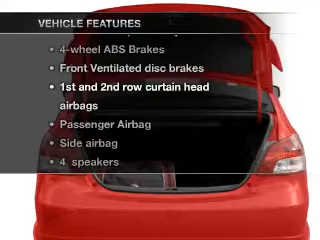 VEHICLE FEATURES
• 4-wheel ABS Brakes
• Front Ventilated disc brakes
• 1st and 2nd row curtain head
airbags
• Passenger Airbag
• Side airbag
• 4 speakers